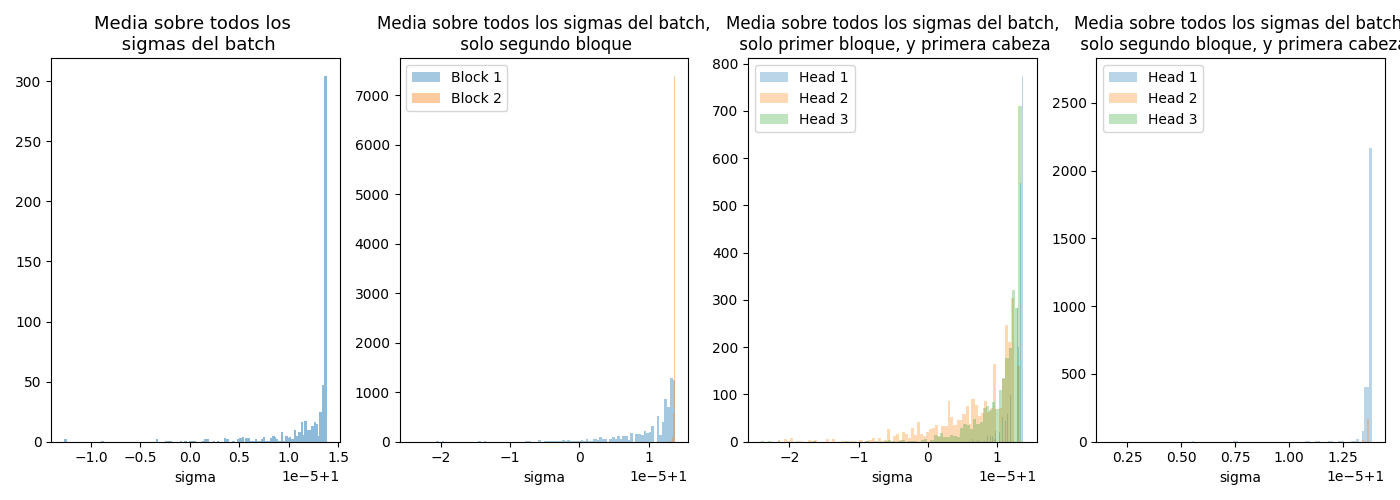 Media sobre todos los
sigmas del batch
300
250
200
150
100
50
0
−1.0
−0.5
0.0
0.5
1.0
1.5
sigma
1e−5+1
Media sobre todos los sigmas del batch,
solo segundo bloque
Block 1
Block 2
7000
6000
5000
4000
3000
2000
1000
0
−2
−1
0
1
sigma
1e−5+1
Media sobre todos los sigmas del batch,
solo primer bloque, y primera cabeza
Head 1
Head 2
Head 3
800
700
600
500
400
300
200
100
0
−2
−1
0
1
sigma
1e−5+1
Media sobre todos los sigmas del batch
solo segundo bloque, y primera cabeza
Head 1
Head 2
Head 3
2500
2000
1500
1000
500
0
0.25
0.50
0.75
1.00
1.25
sigma
1e−5+1